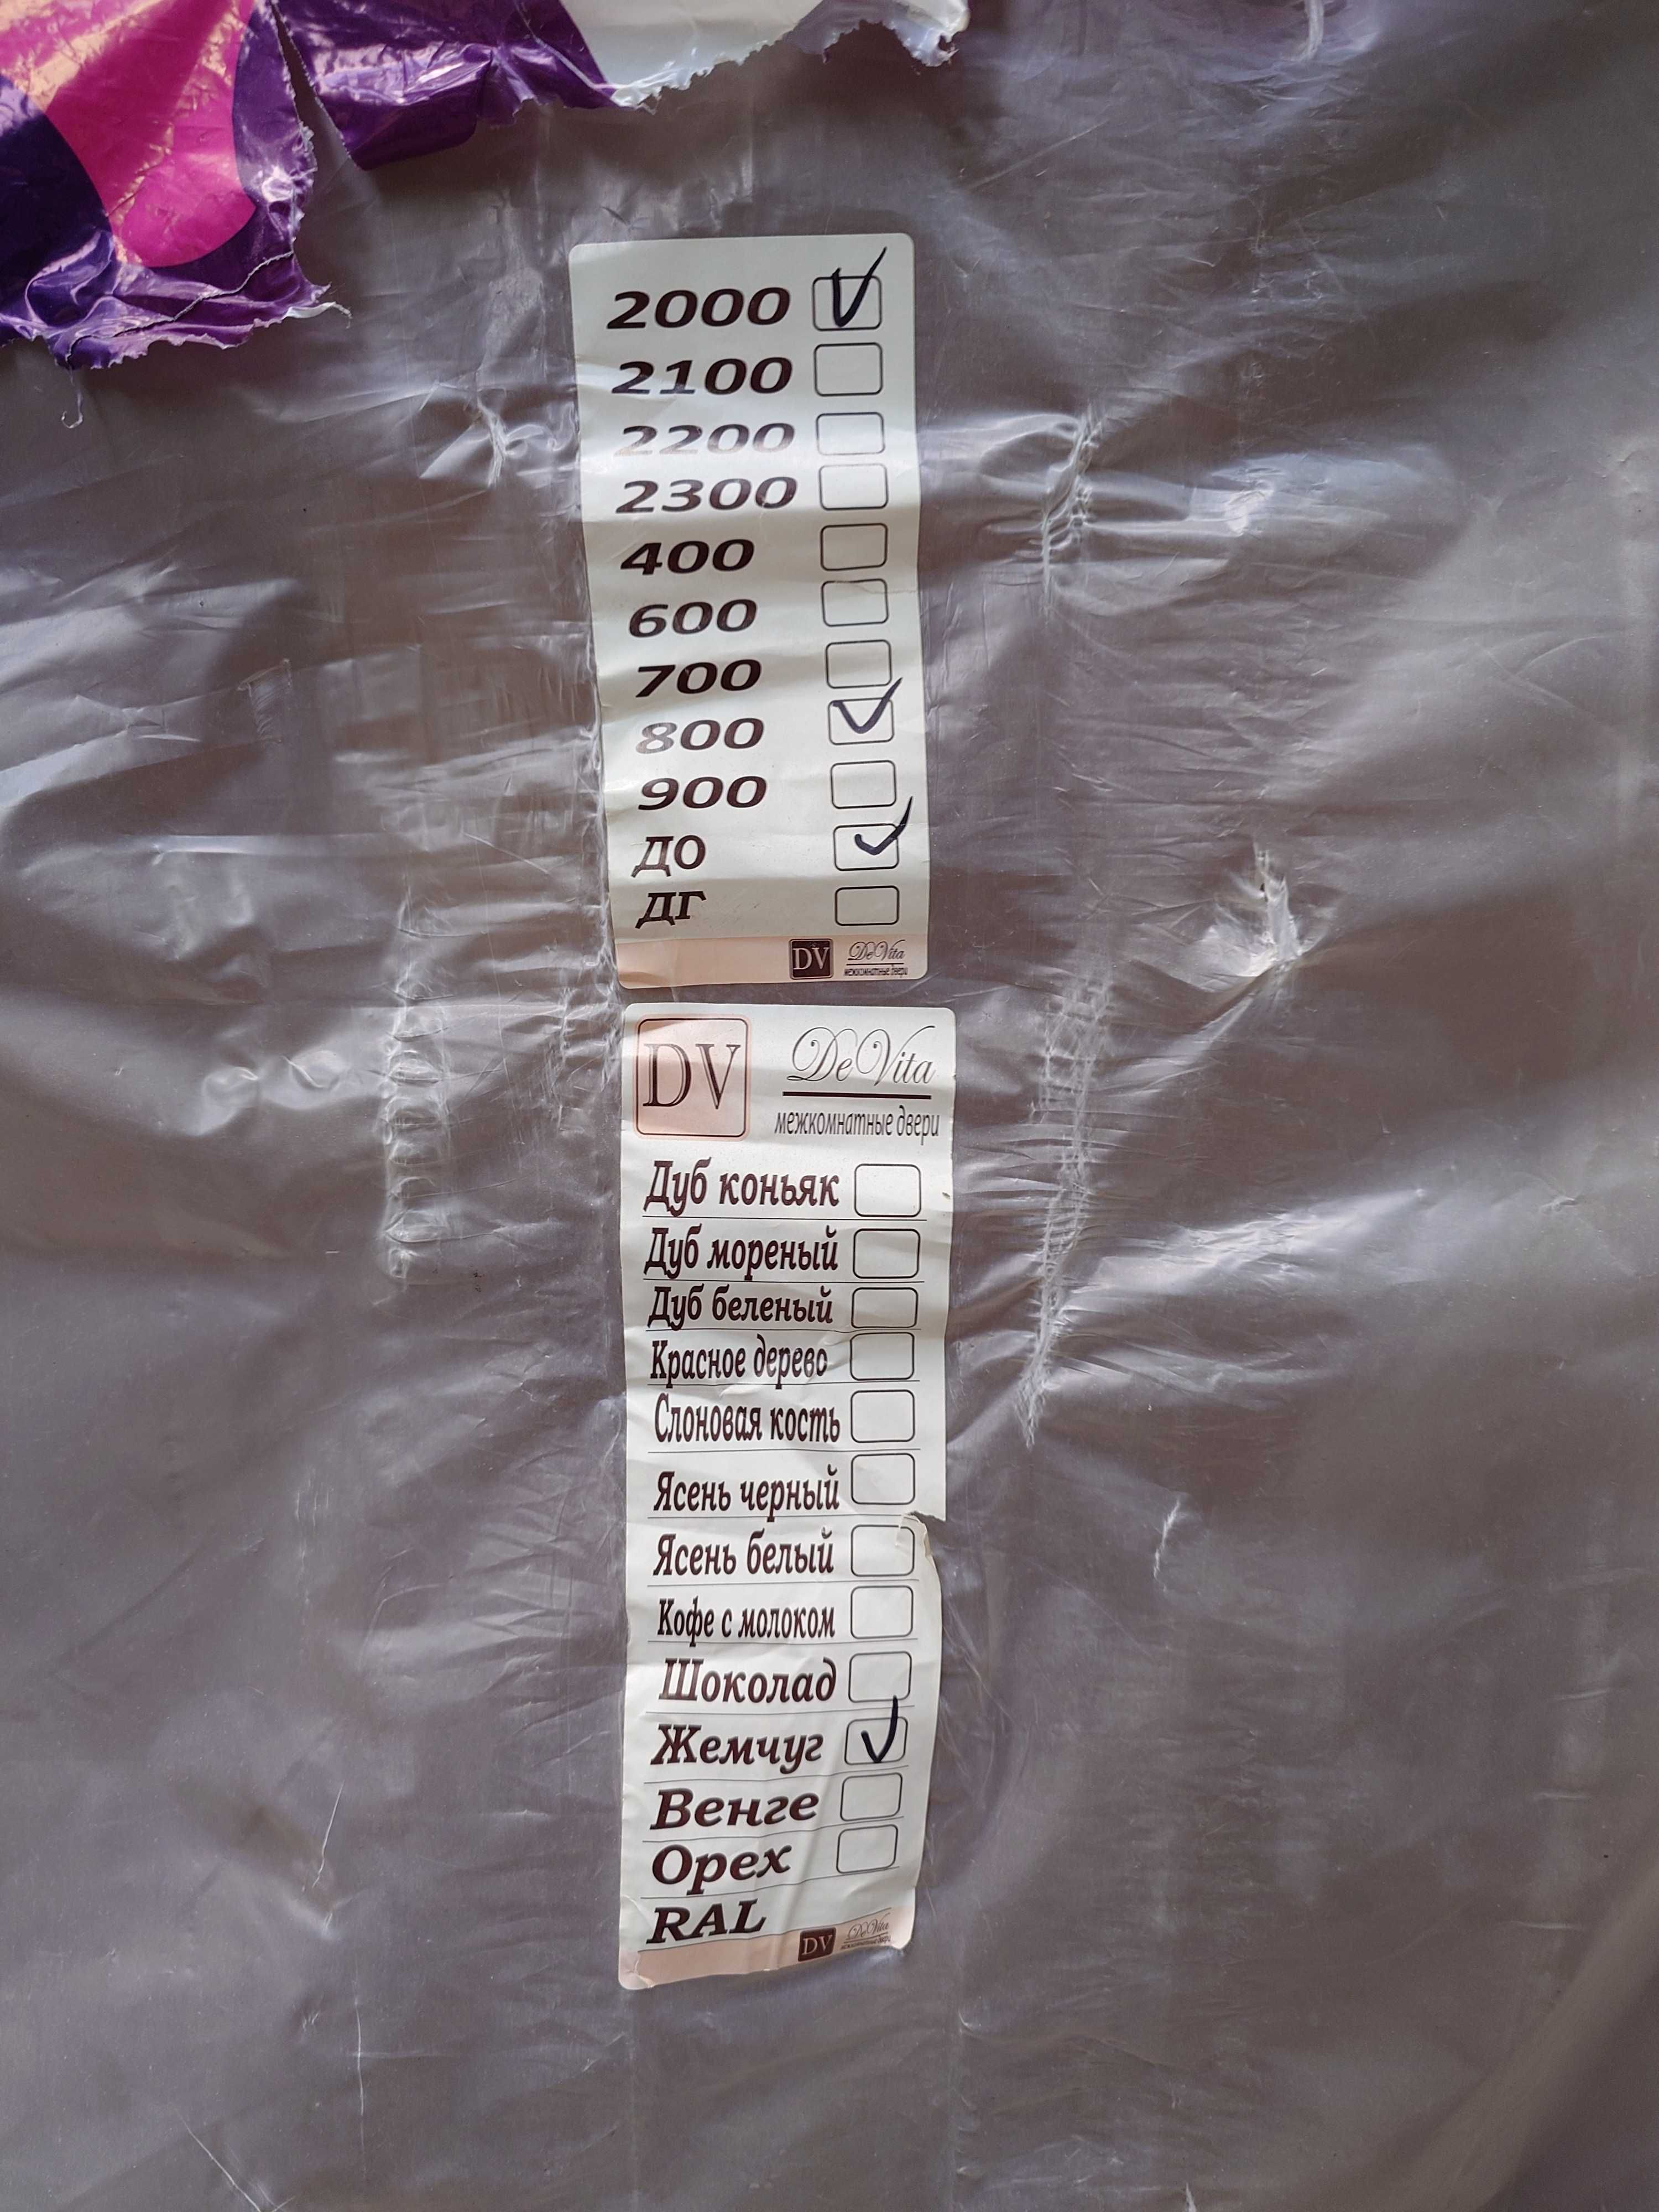 2000
2100
2200
2300
400
600
700
800
900
ДО
ДГ
DV DeVita
межкомнатные двери
DV DeVita
межкомнатные двери
Дуб коньяк
Дуб мореный
Дуб беленый
Красное дерево
Слоновая кость
Ясень черный
Ясень белый
Кофе с молоком
Шоколад
Жемчуг
Венге
Орех
RAL
DV DeVita
межкомнатные двери